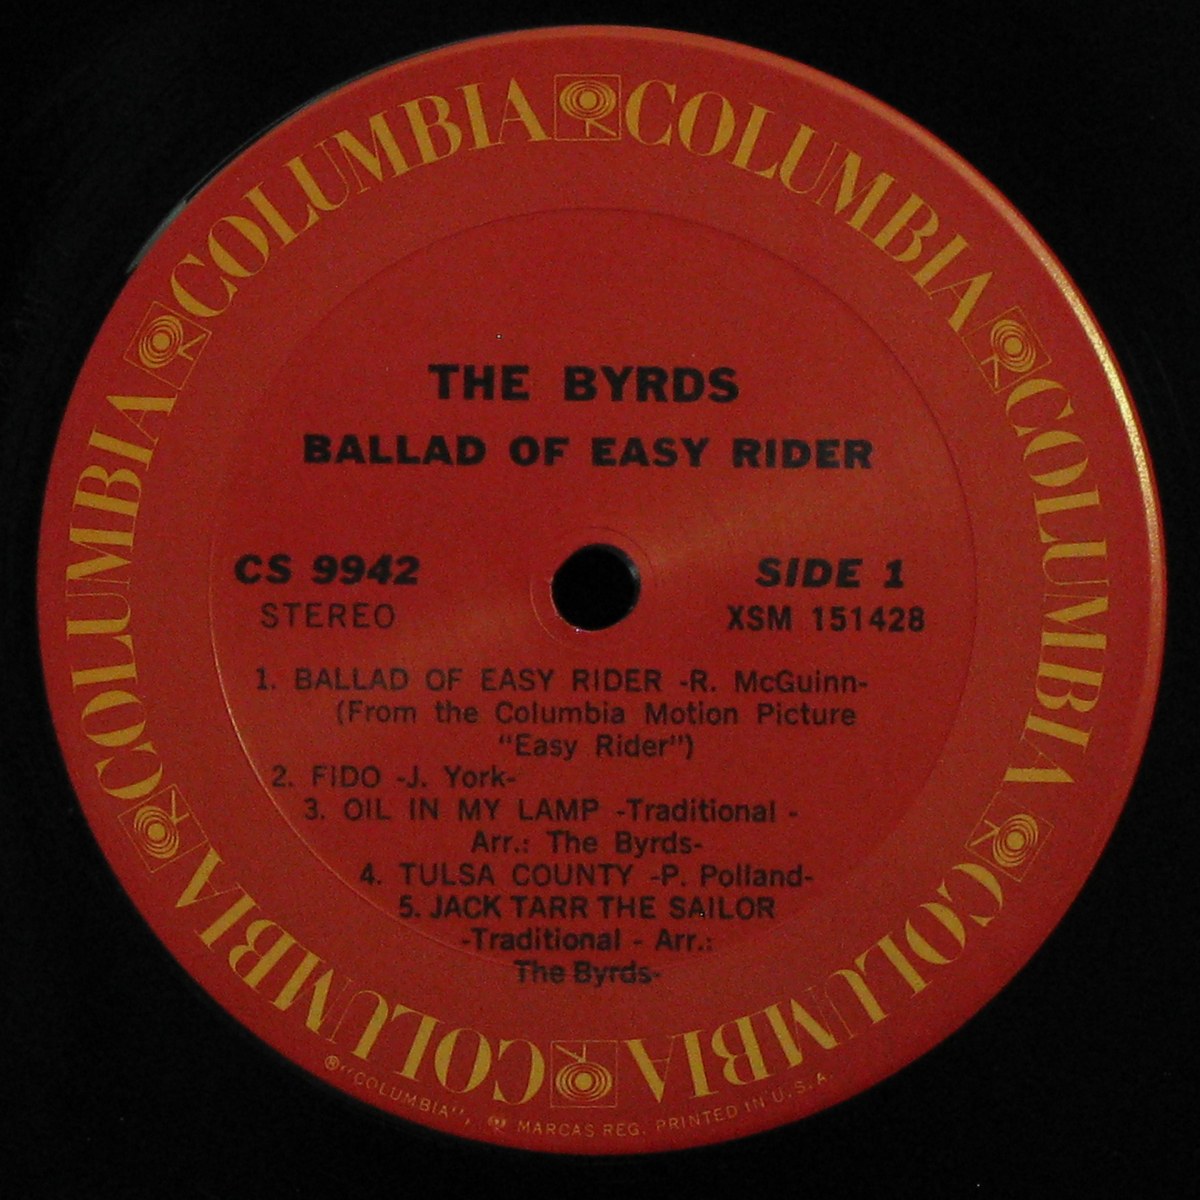 COLUMBIA COLUMBIA COLUMBIA COLUMBIA COLUMBIA COLUMBIA
THE BYRDS
BALLAD OF EASY RIDER
CS 9942
STEREO
SIDE 1
XSM 151428
1. BALLAD OF EASY RIDER -R. McGuinn-
(From the Columbia Motion Picture
"Easy Rider")
2. FIDO -J. York-
3. OIL IN MY LAMP -Traditional -
Arr.: The Byrds-
4. TULSA COUNTY -P. Polland-
5. JACK TARR THE SAILOR
-Traditional - Arr.:
The Byrds-
®"COLUMBIA", MARCAS REG. PRINTED IN U.S.A.